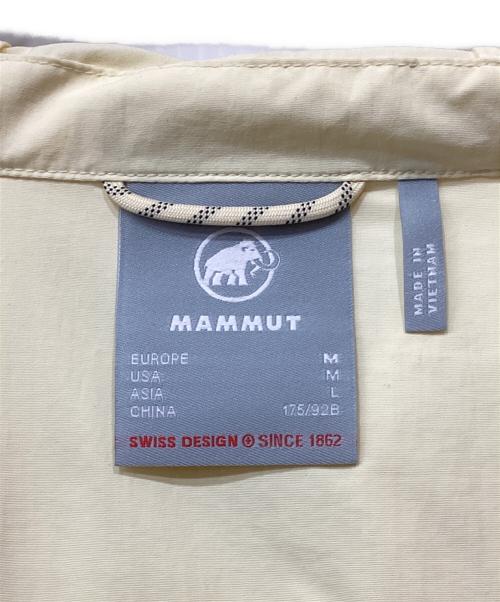 MAMMUT
EUROPE M
USA M
ASIA L
CHINA 175/92B
SWISS DESIGN SINCE 1862
MADE IN
VIETNAM